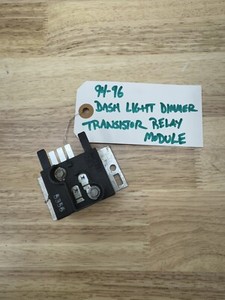 94-96
DASH LIGHT DIMMER
TRANSISTOR RELAY
MODULE